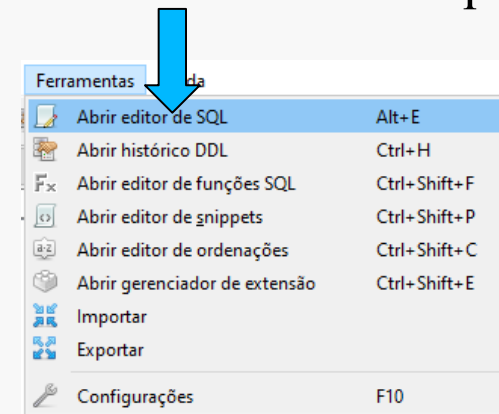 Ferramentas
Abrir editor de SQL Alt+E
Abrir histórico DDL Ctrl+H
Abrir editor de funções SQL Ctrl+Shift+F
Abrir editor de snippets Ctrl+Shift+P
Abrir editor de ordenações Ctrl+Shift+C
Abrir gerenciador de extensão Ctrl+Shift+E
Importar
Exportar
Configurações F10